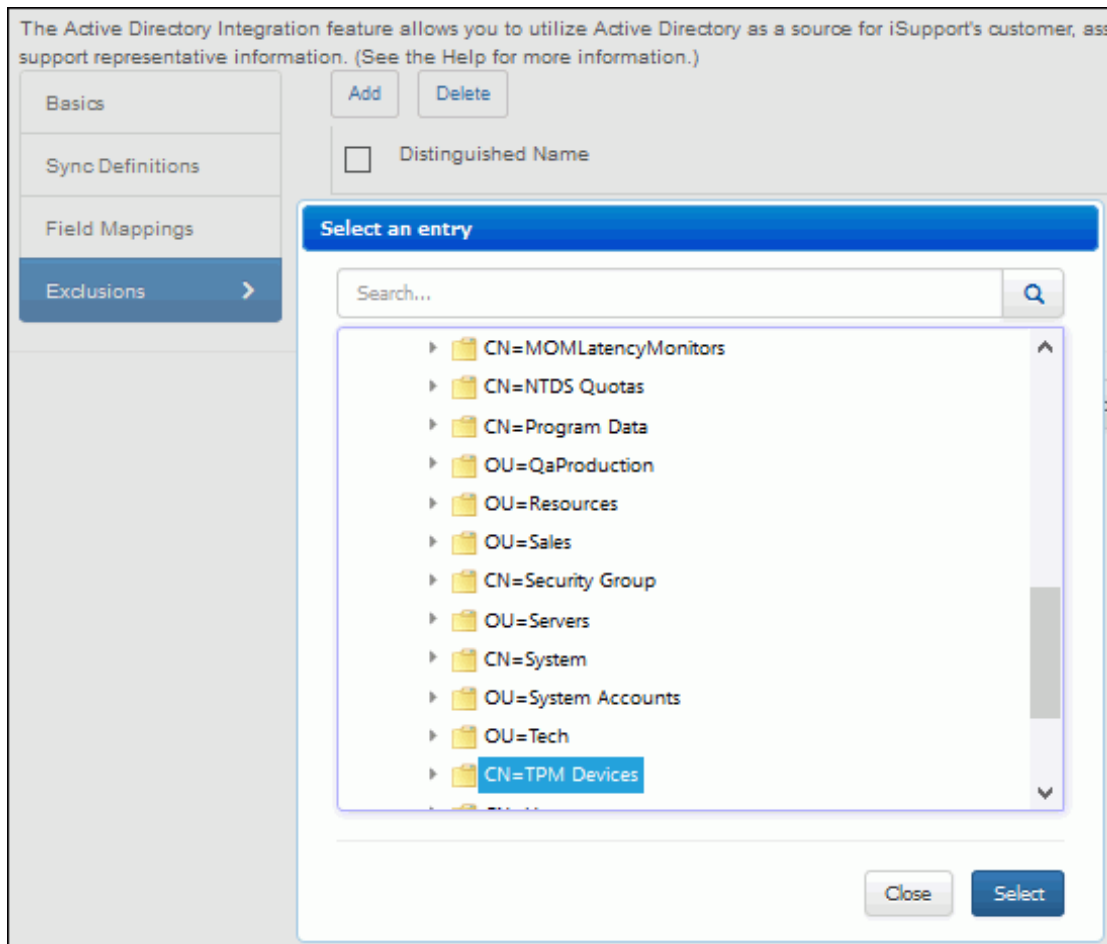 The Active Directory Integration feature allows you to utilize Active Directory as a source for iSupport's customer,
support representative information. (See the Help for more information.)
Basics
Sync Definitions
Field Mappings
Exclusions
Add
Delete
Distinguished Name
Select an entry
Search...
CN=MOMLatencyMonitors
CN=NTDS Quotas
CN=Program Data
OU=QaProduction
OU=Resources
OU=Sales
CN=Security Group
OU=Servers
CN=System
OU=System Accounts
OU=Tech
CN=TPM Devices
Close
Select